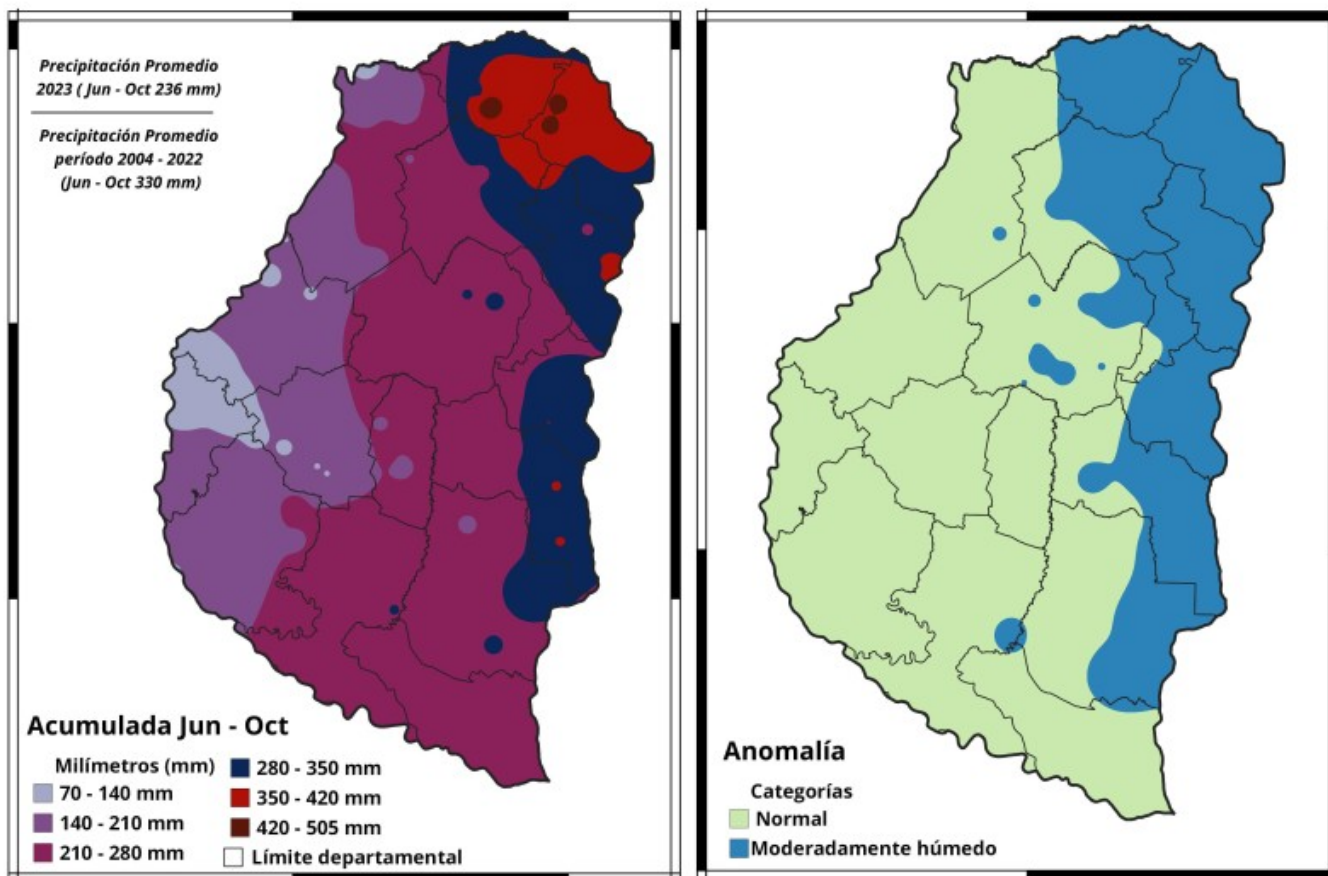 Precipitación Promedio
2023 ( Jun - Oct 236 mm)
Precipitación Promedio
período 2004 - 2022
(Jun - Oct 330 mm)
Acumulada Jun - Oct
Milímetros (mm)
70 - 140 mm
140 - 210 mm
210 - 280 mm
280 - 350 mm
350 - 420 mm
420 - 505 mm
Límite departamental
Anomalía
Categorías
Normal
Moderadamente húmedo